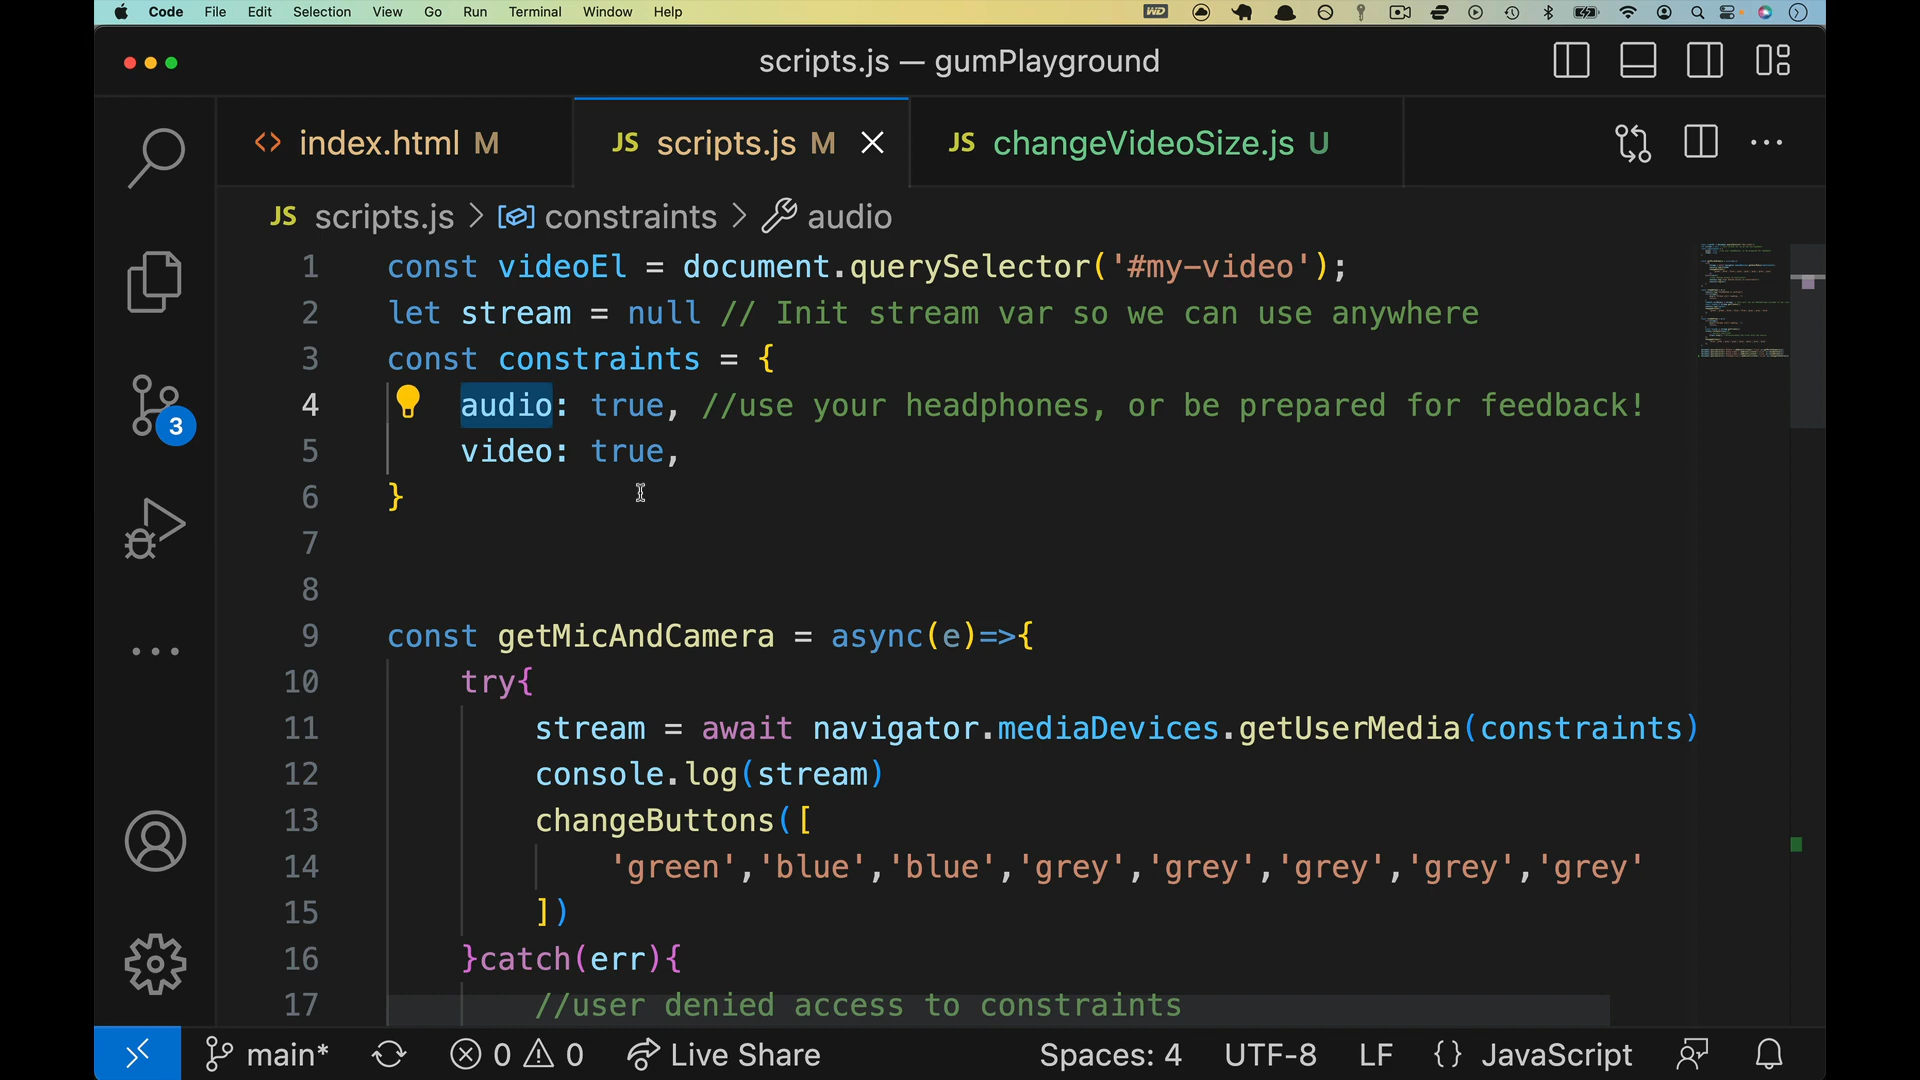 Code File Edit Selection View Go Run Terminal Window Help
WD
scripts.js — gumPlayground
<> index.html M
JS scripts.js M
JS changeVideoSize.js U
JS scripts.js > constraints > audio
1 const videoEl = document.querySelector('#my-video');
2 let stream = null // Init stream var so we can use anywhere
3 const constraints = {
4 audio: true, //use your headphones, or be prepared for feedback!
5 video: true,
6 }
7
8
9 const getMicAndCamera = async(e)=>{
10 try{
11 stream = await navigator.mediaDevices.getUserMedia(constraints)
12 console.log(stream)
13 changeButtons([
14 'green','blue','blue','grey','grey','grey','grey','grey'
15 ])
16 }catch(err){
17 //user denied access to constraints
3
main* 0 0 Live Share Spaces: 4 UTF-8 LF {} JavaScript